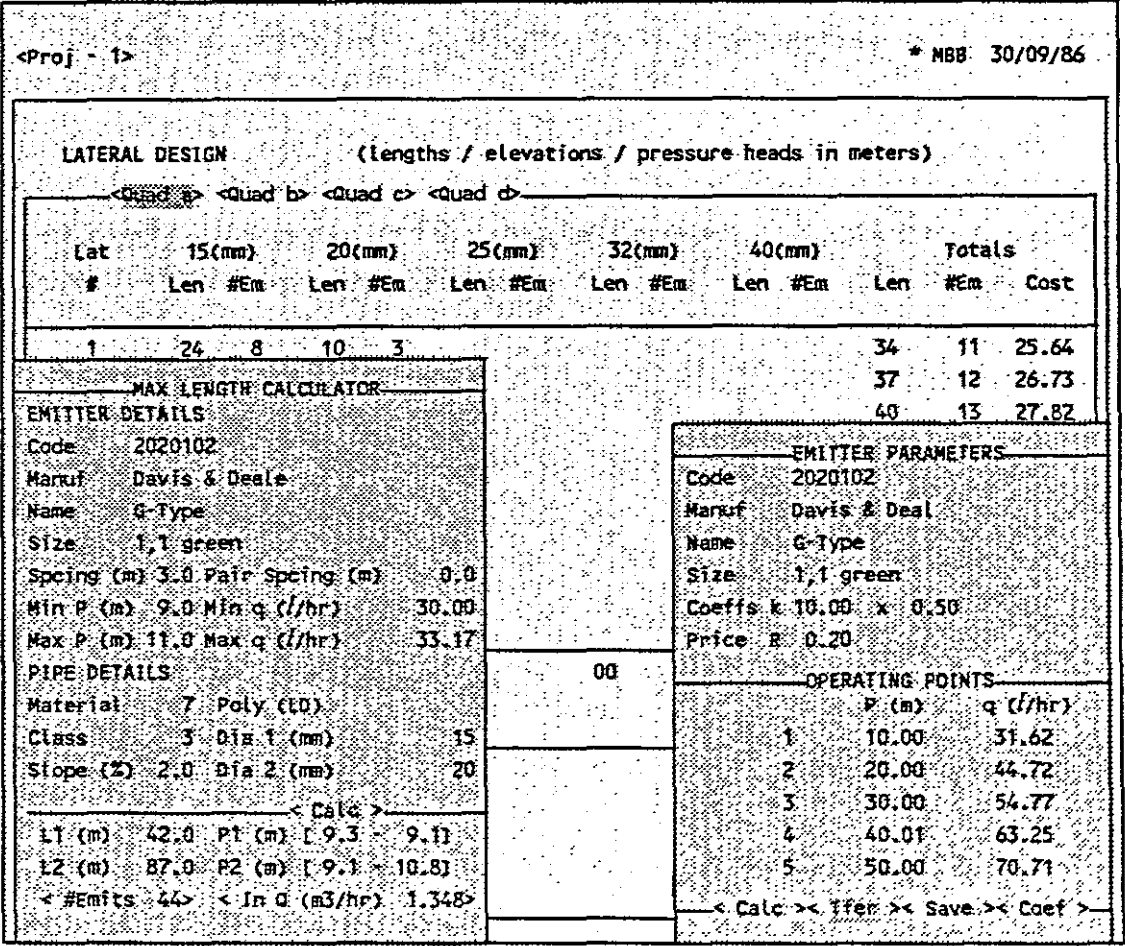 <Proj - 1> * MBB 30/09/86
LATERAL DESIGN (lengths / elevations / pressure heads in meters)
<Quad a> <Quad b> <Quad c> <Quad d>
Lat 15(mm) 20(mm) 25(mm) 32(mm) 40(mm) Totals
# Len #Em Len #Em Len #Em Len #Em Len #Em Len #Em Cost
1 24 8 10 3 34 11 25.64
37 12 26.73
40 13 27.82
MAX LENGTH CALCULATOR
EMITTER DETAILS
Code 2020102
Manuf Davis & Deale
Name G-Type
Size 1,1 green
Spcing (m) 3.0 Pair Spcing (m) 0.0
Min P (m) 9.0 Min q (l/hr) 30.00
Max P (m) 11.0 Max q (l/hr) 33.17
PIPE DETAILS
Material 7 Poly (LD)
Class 3 Dia 1 (mm) 15
Slope (%) 2.0 Dia 2 (mm) 20
< Calc >
L1 (m) 42.0 P1 (m) [ 9.3 - 9.1]
L2 (m) 87.0 P2 (m) [ 9.1 - 10.8]
< #Emits 44> < In Q (m3/hr) 1.348>
00
EMITTER PARAMETERS
Code 2020102
Manuf Davis & Deal
Name G-Type
Size 1,1 green
Coeffs k 10.00 x 0.50
Price R 0.20
OPERATING POINTS
P (m) q (l/hr)
1 10.00 31.62
2 20.00 44.72
3 30.00 54.77
4 40.01 63.25
5 50.00 70.71
< Calc >< Tfer >< Save >< Coef >